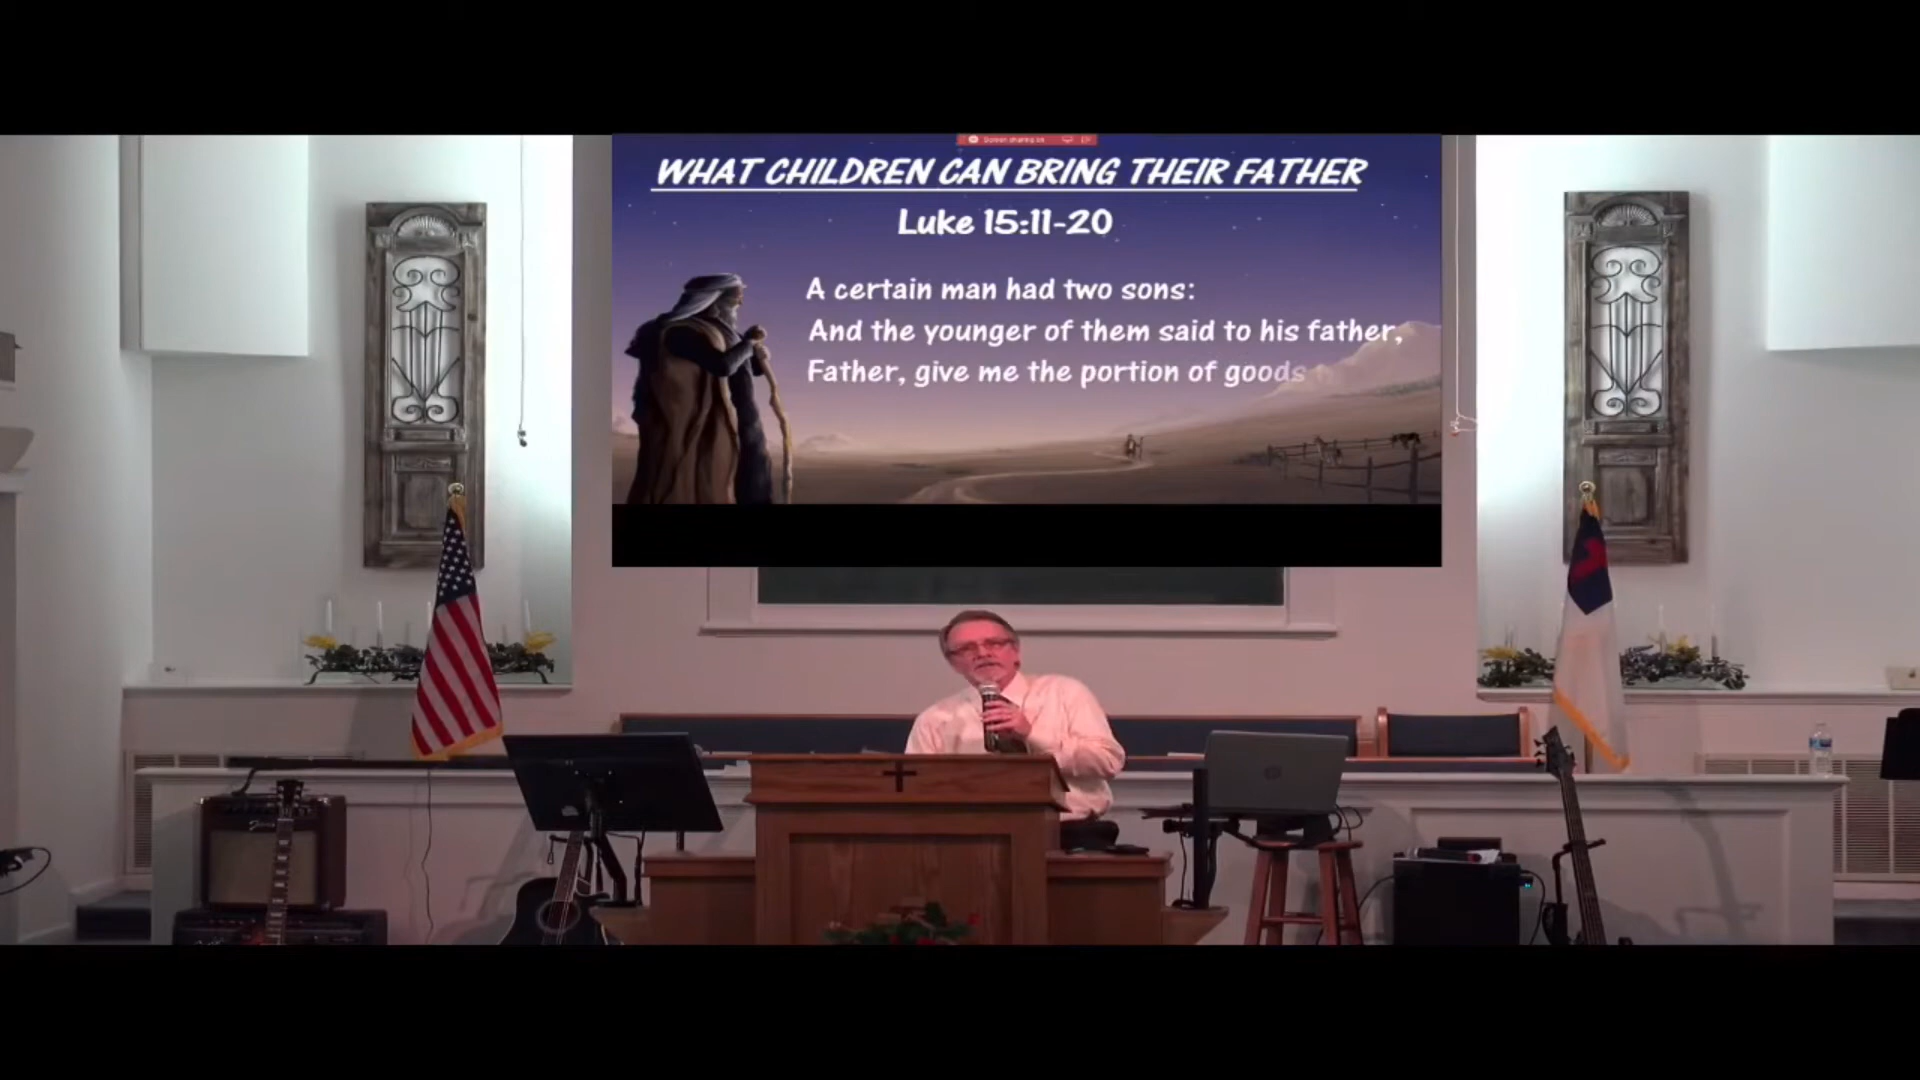 WHAT CHILDREN CAN BRING THEIR FATHER
Luke 15:11-20
A certain man had two sons:
And the younger of them said to his father,
Father, give me the portion of goods